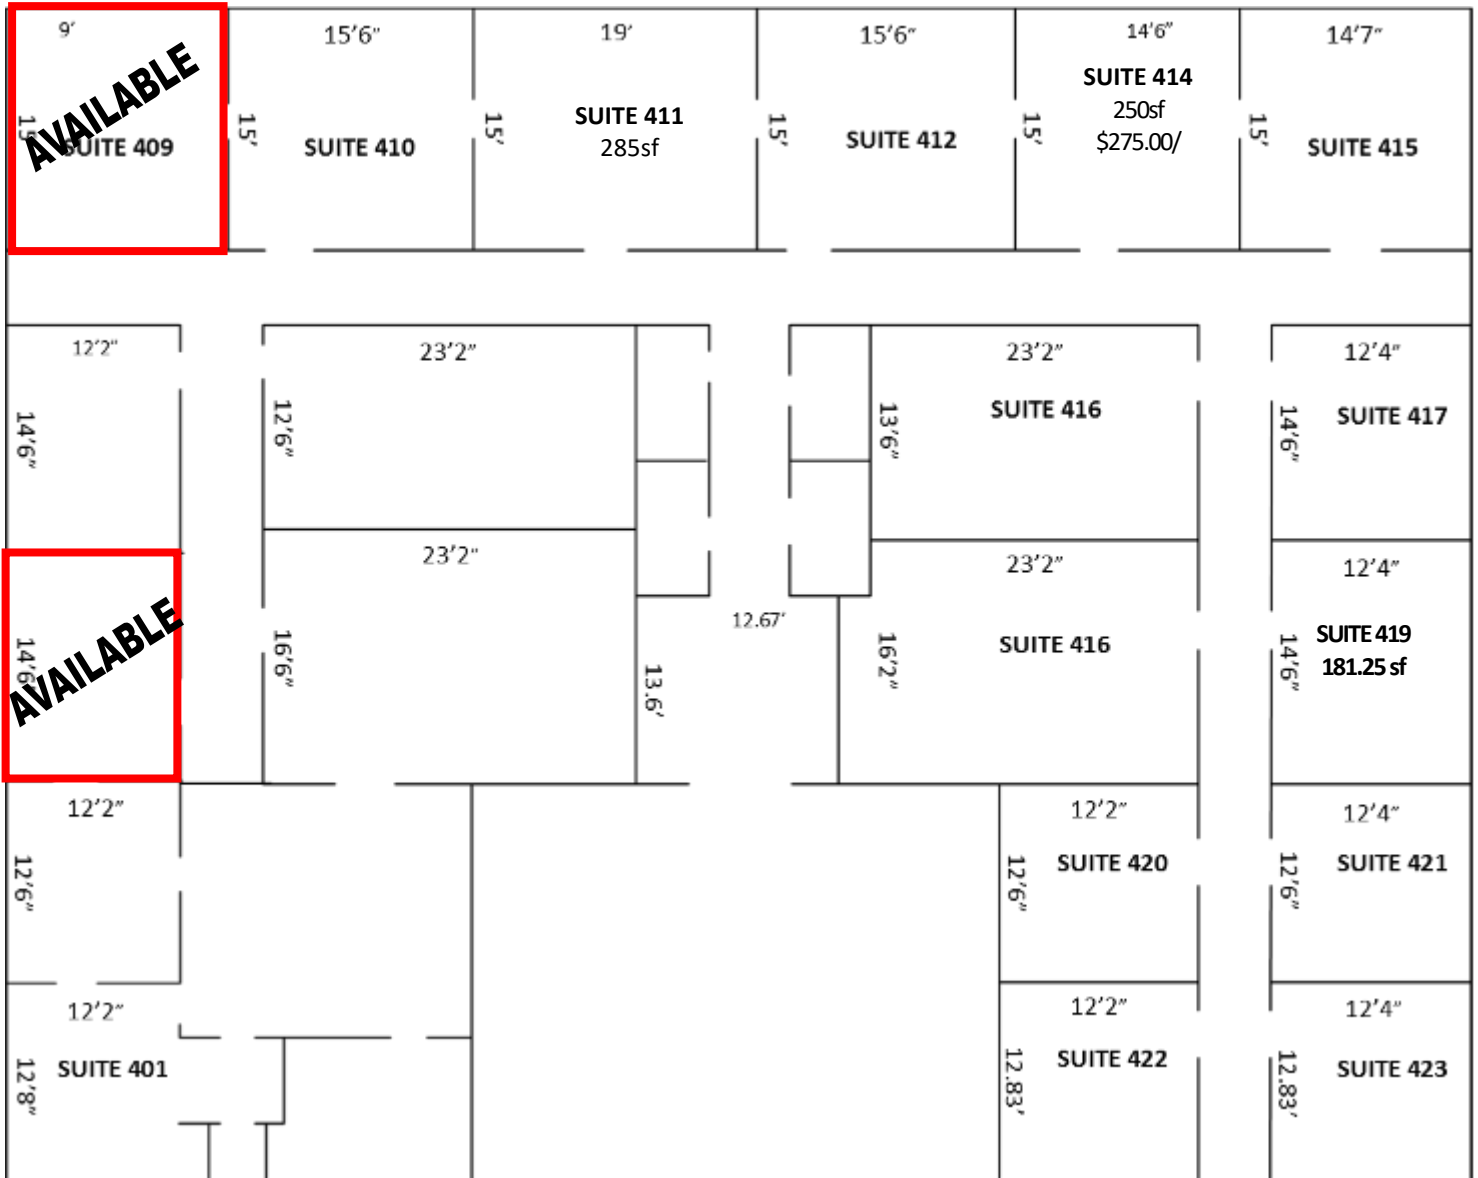 9'
15'6"
19'
15'6"
14'6"
14'7"
AVAILABLE
15'
SUITE 409
15'
SUITE 410
15'
SUITE 411
285sf
15'
SUITE 412
15'
SUITE 414
250sf
$275.00/
15'
SUITE 415
12'2"
23'2"
23'2"
12'4"
14'6"
12'6"
13'6"
SUITE 416
14'6"
SUITE 417
23'2"
23'2"
12'4"
AVAILABLE
14'6"
16'6"
12.67'
13.6'
16'2"
SUITE 416
14'6"
SUITE 419
181.25 sf
12'2"
12'2"
12'4"
12'6"
12'6"
SUITE 420
12'6"
SUITE 421
12'2"
12'2"
12'4"
12'8"
SUITE 401
12.83'
SUITE 422
12.83'
SUITE 423